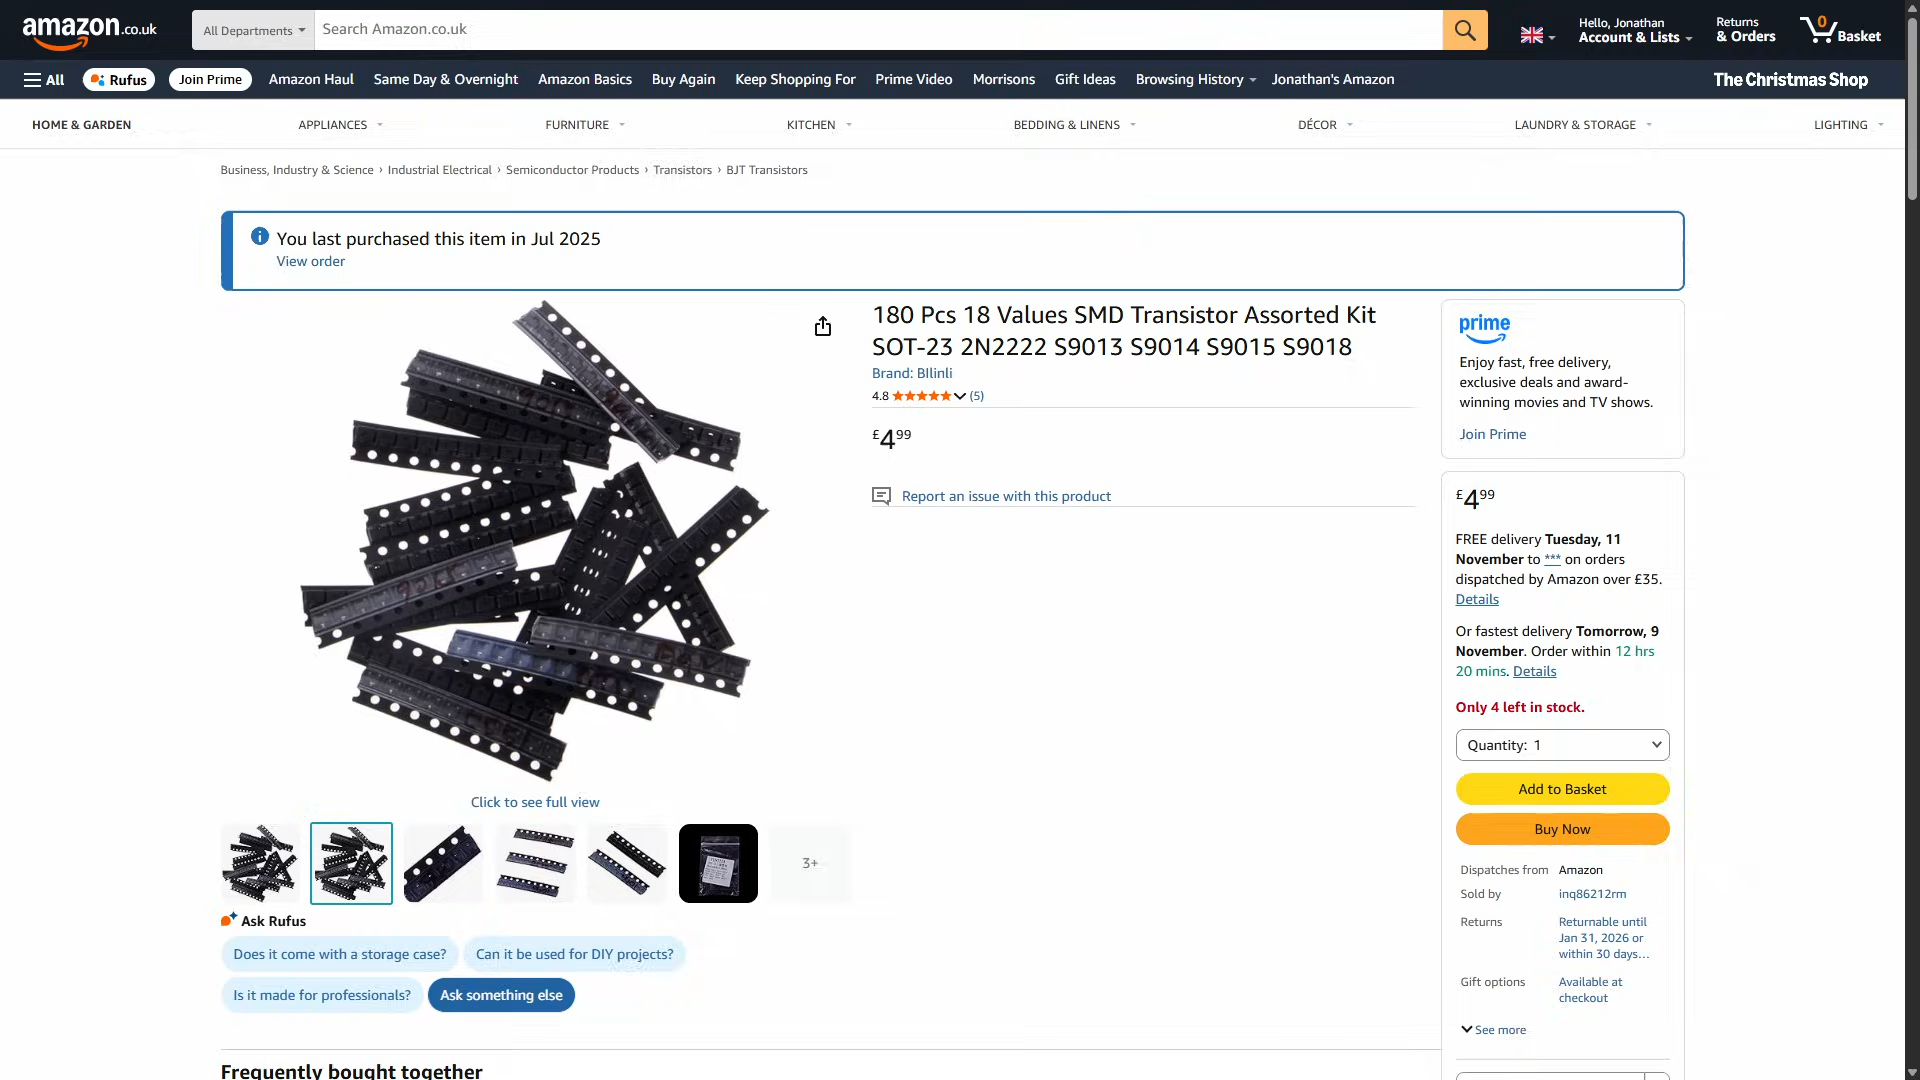 amazon.co.uk
All Departments
Search Amazon.co.uk
Hello, Jonathan
Account & Lists
Returns
& Orders
0
Basket
All
Rufus
Join Prime
Amazon Haul
Same Day & Overnight
Amazon Basics
Buy Again
Keep Shopping For
Prime Video
Morrisons
Gift Ideas
Browsing History
Jonathan's Amazon
The Christmas Shop
HOME & GARDEN
APPLIANCES
FURNITURE
KITCHEN
BEDDING & LINENS
DÉCOR
LAUNDRY & STORAGE
LIGHTING
Business, Industry & Science › Industrial Electrical › Semiconductor Products › Transistors › BJT Transistors
You last purchased this item in Jul 2025
View order
Click to see full view
3+
Ask Rufus
Does it come with a storage case?
Can it be used for DIY projects?
Is it made for professionals?
Ask something else
180 Pcs 18 Values SMD Transistor Assorted Kit
SOT-23 2N2222 S9013 S9014 S9015 S9018
Brand: BIlinli
4.8
(5)
£4.99
Report an issue with this product
prime
Enjoy fast, free delivery,
exclusive deals and award-
winning movies and TV shows.
Join Prime
£4.99
FREE delivery Tuesday, 11
November to *** on orders
dispatched by Amazon over £35.
Details
Or fastest delivery Tomorrow, 9
November. Order within 12 hrs
20 mins. Details
Only 4 left in stock.
Quantity: 1
Add to Basket
Buy Now
Dispatches from Amazon
Sold by inq86212rm
Returns Returnable until
Jan 31, 2026 or
within 30 days...
Gift options Available at
checkout
See more
Frequently bought together